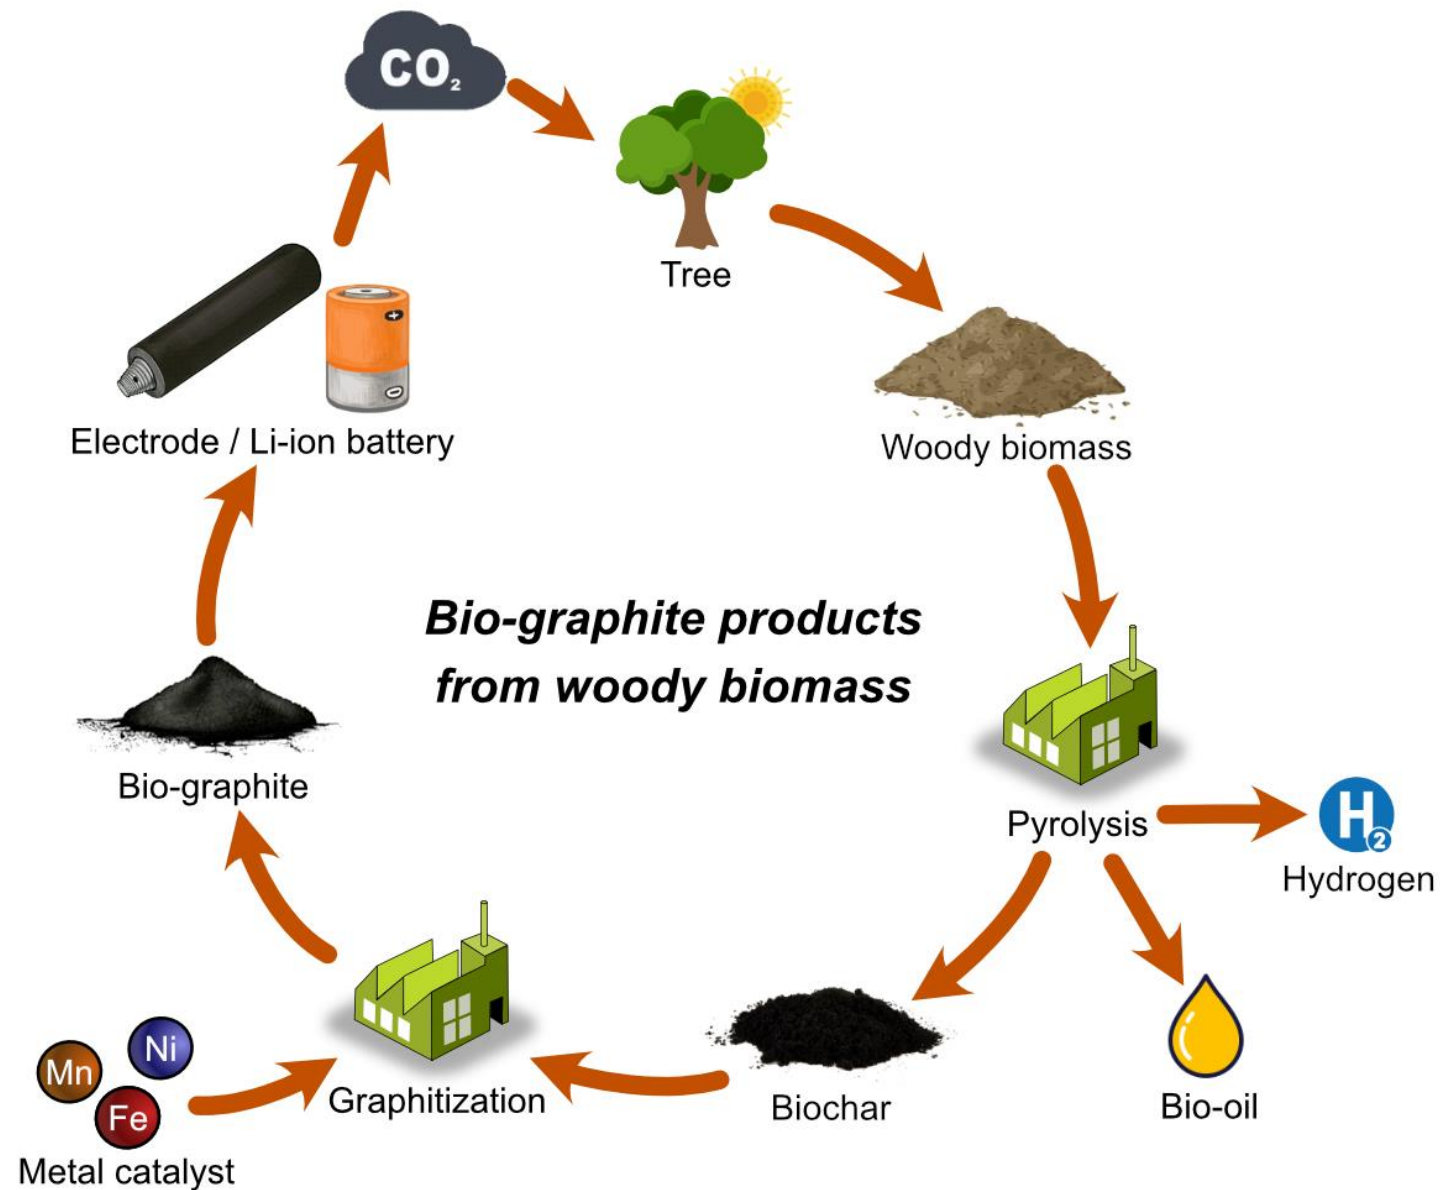 CO₂
Tree
Woody biomass
Electrode / Li-ion battery
+
-
Bio-graphite products
from woody biomass
Bio-graphite
Pyrolysis
H₂
Hydrogen
Graphitization
Biochar
Bio-oil
Ni
Mn
Fe
Metal catalyst